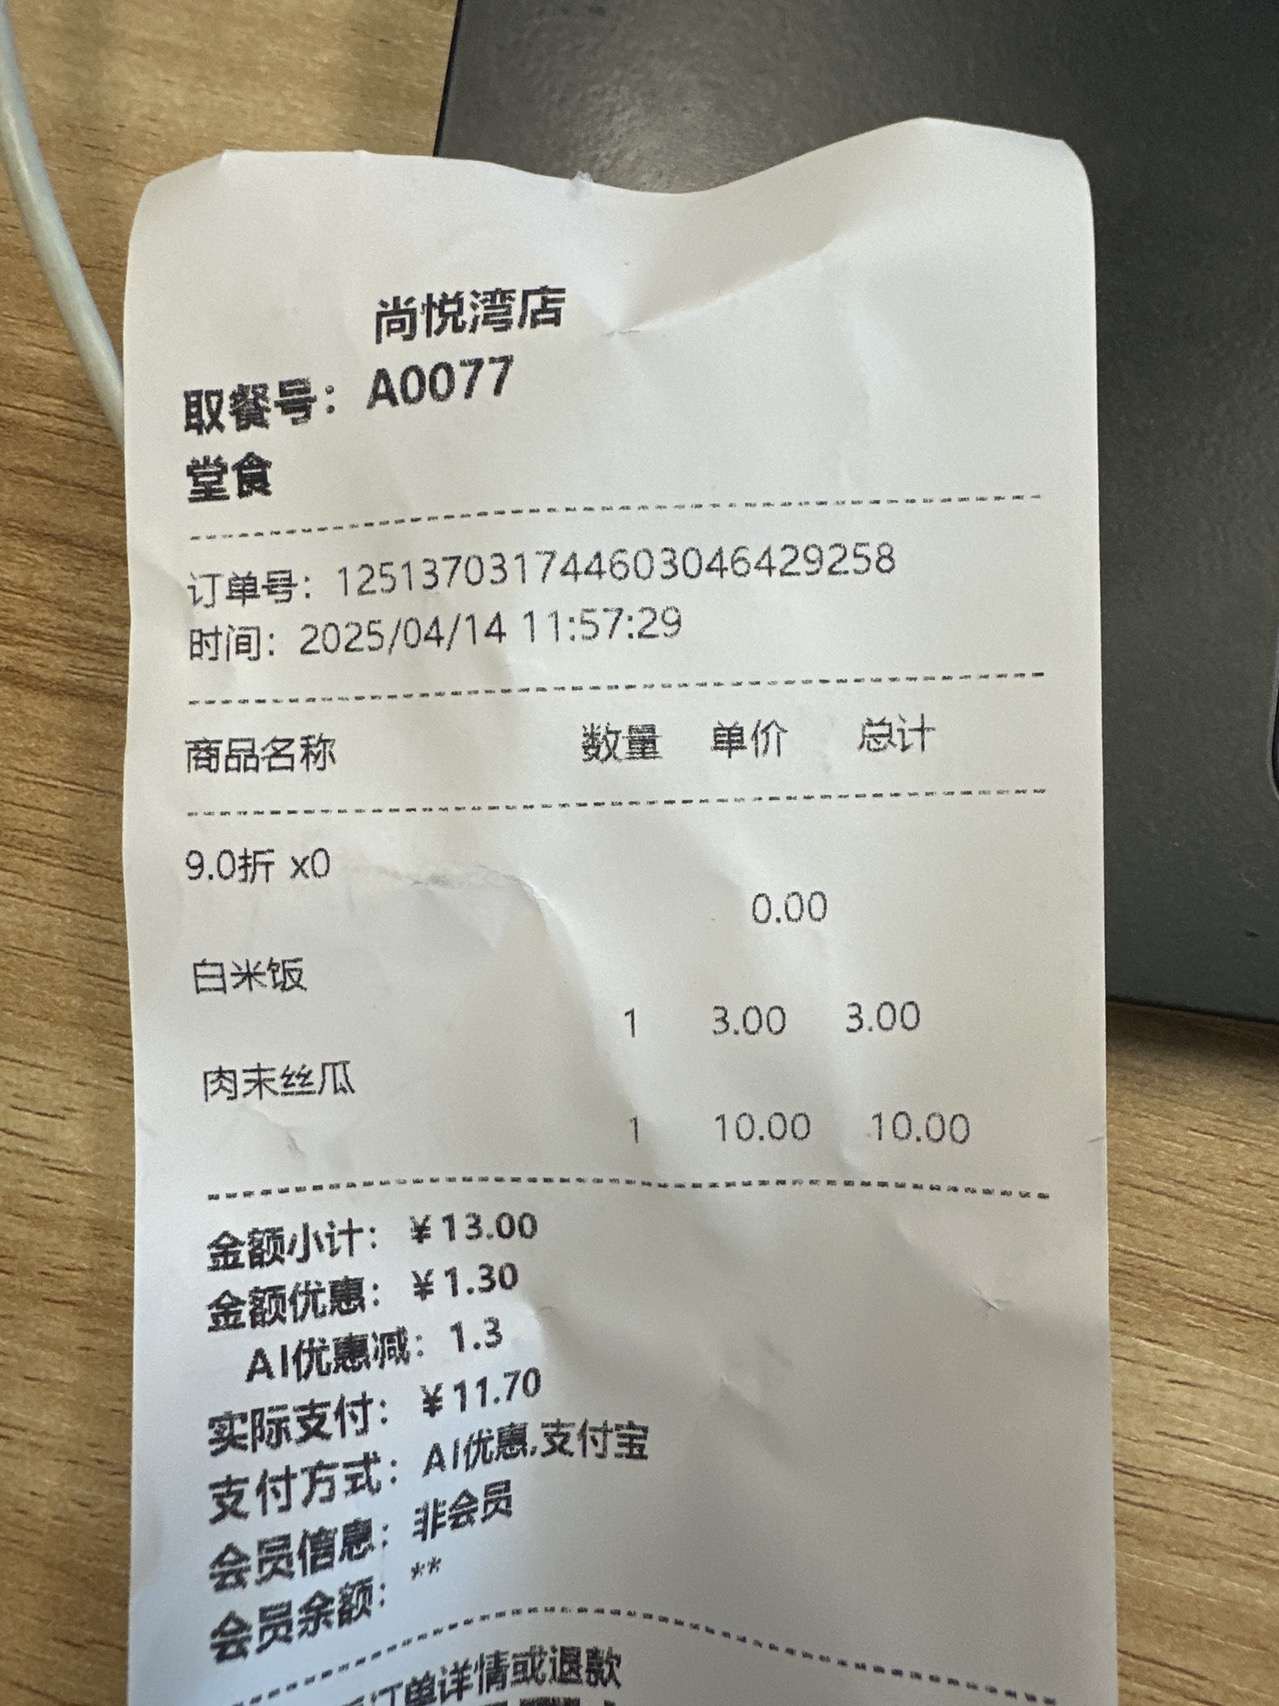 尚悦湾店
取餐号：A0077
堂食
订单号：125137031744603046429258
时间：2025/04/14 11:57:29
商品名称 数量 单价 总计
9.0折 x0
0.00
白米饭
1 3.00 3.00
肉末丝瓜
1 10.00 10.00
金额小计：￥13.00
金额优惠：￥1.30
AI优惠减：1.3
实际支付：￥11.70
支付方式：AI优惠,支付宝
会员信息：非会员
会员余额：**
订单详情或退款